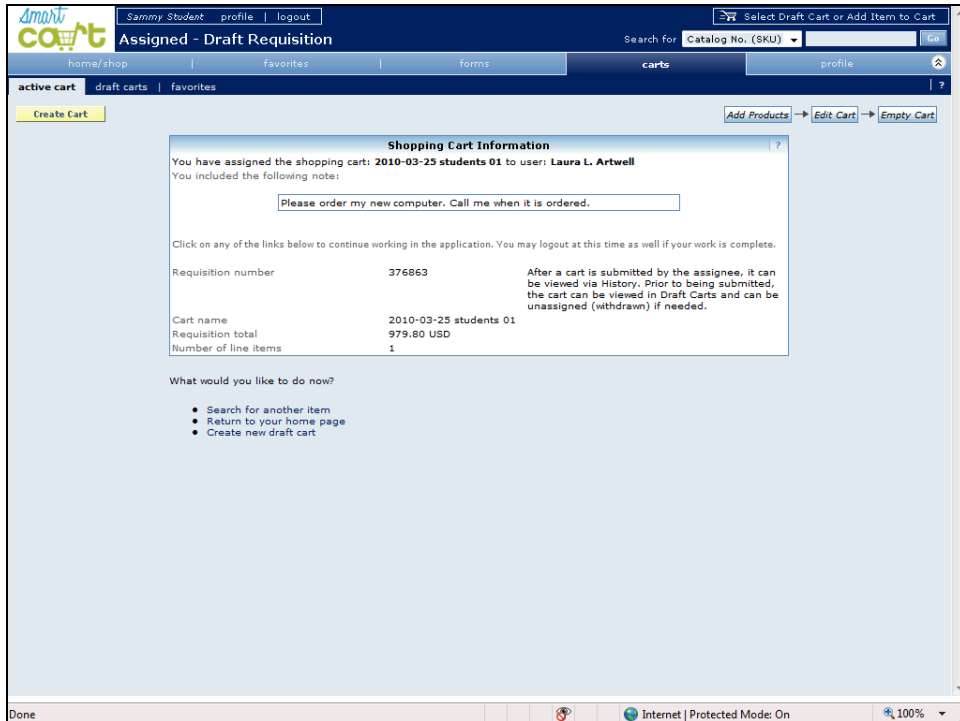 smart cart
Sammy Student profile | logout
Select Draft Cart or Add Item to Cart
Assigned - Draft Requisition
Search for Catalog No. (SKU) Go
home/shop | favorites | forms carts profile
active cart draft carts | favorites | ?
Create Cart
Add Products Edit Cart Empty Cart
Shopping Cart Information ?
You have assigned the shopping cart: 2010-03-25 students 01 to user: Laura L. Artwell
You included the following note:
Please order my new computer. Call me when it is ordered.
Click on any of the links below to continue working in the application. You may logout at this time as well if your work is complete.
Requisition number 376863 After a cart is submitted by the assignee, it can
be viewed via History. Prior to being submitted,
the cart can be viewed in Draft Carts and can be
unassigned (withdrawn) if needed.
Cart name 2010-03-25 students 01
Requisition total 979.80 USD
Number of line items 1
What would you like to do now?
Search for another item
Return to your home page
Create new draft cart
Done Internet | Protected Mode: On 100%